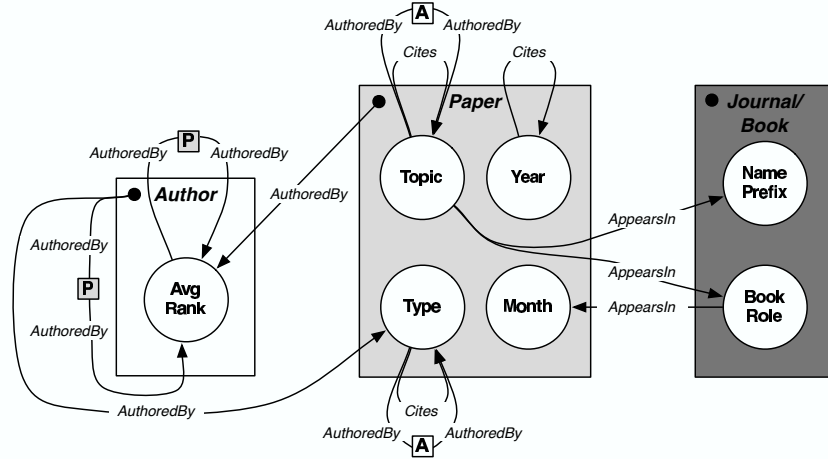 A
AuthoredBy AuthoredBy
Cites Cites
Paper
Journal/
Book
P
AuthoredBy AuthoredBy
Author
AuthoredBy
Topic
Year
Name
Prefix
AuthoredBy
AppearsIn
P
AuthoredBy
Avg
Rank
AppearsIn
Type
Month
AppearsIn
Book
Role
AuthoredBy
Cites
AuthoredBy AuthoredBy
A